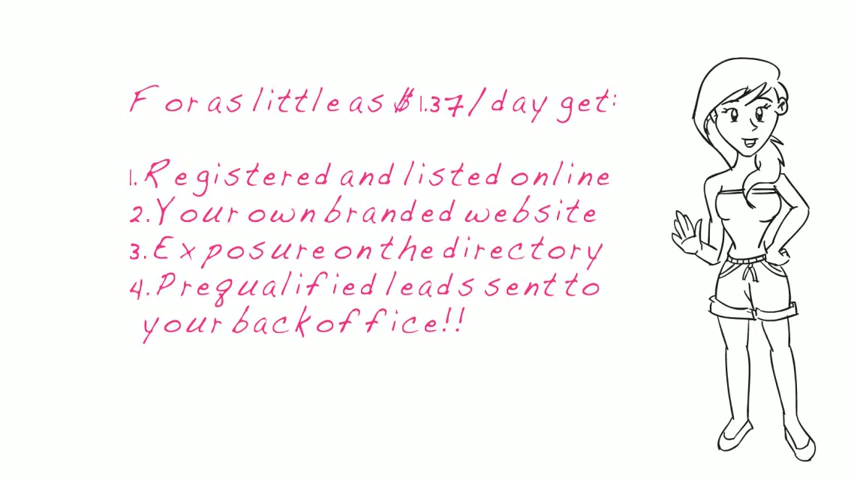 For as little as $1.37/day get:
1. Registered and listed online
2. Your own branded website
3. Exposure on the directory
4. Prequalified leads sent to
your back office!!